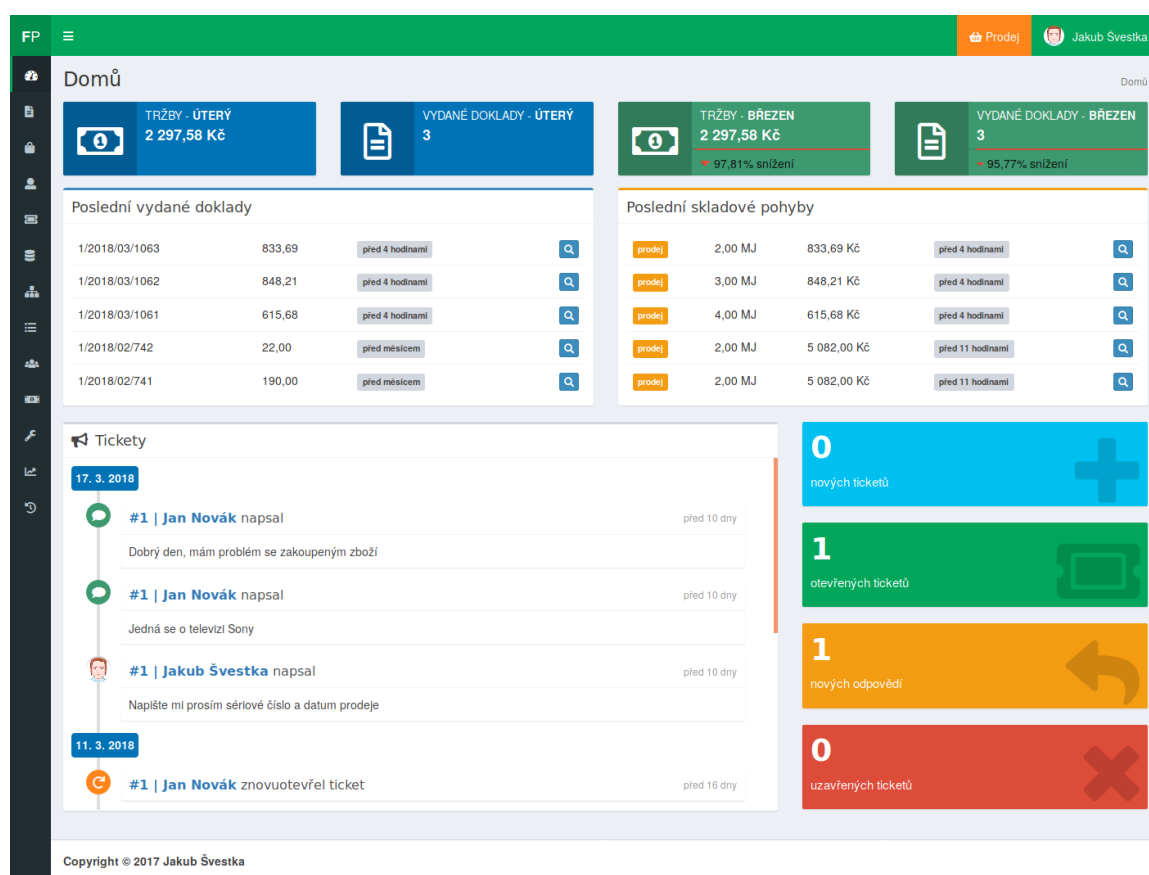 FP
Prodej
Jakub Švestka
Domů
Domů
TRŽBY - ÚTERÝ
2 297,58 Kč
VYDANÉ DOKLADY - ÚTERÝ
3
TRŽBY - BŘEZEN
2 297,58 Kč
97,81% snížení
VYDANÉ DOKLADY - BŘEZEN
3
95,77% snížení
Poslední vydané doklady
1/2018/03/1063 833,69 před 4 hodinami
1/2018/03/1062 848,21 před 4 hodinami
1/2018/03/1061 615,68 před 4 hodinami
1/2018/02/742 22,00 před měsícem
1/2018/02/741 190,00 před měsícem
Poslední skladové pohyby
prodej 2,00 MJ 833,69 Kč před 4 hodinami
prodej 3,00 MJ 848,21 Kč před 4 hodinami
prodej 4,00 MJ 615,68 Kč před 4 hodinami
prodej 2,00 MJ 5 082,00 Kč před 11 hodinami
prodej 2,00 MJ 5 082,00 Kč před 11 hodinami
Tickety
17. 3. 2018
#1 | Jan Novák napsal před 10 dny
Dobrý den, mám problém se zakoupeným zboží
#1 | Jan Novák napsal před 10 dny
Jedná se o televizi Sony
#1 | Jakub Švestka napsal před 10 dny
Napište mi prosím sériové číslo a datum prodeje
11. 3. 2018
#1 | Jan Novák znovuotevřel ticket před 16 dny
0
nových ticketů
1
otevřených ticketů
1
nových odpovědí
0
uzavřených ticketů
Copyright © 2017 Jakub Švestka